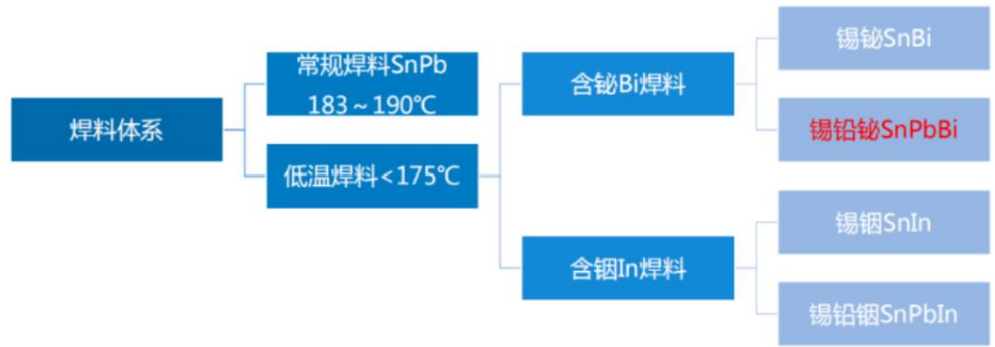 焊料体系
常规焊料SnPb
183～190℃
低温焊料<175℃
含铋Bi焊料
含铟In焊料
锡铋SnBi
锡铅铋SnPbBi
锡铟SnIn
锡铅铟SnPbIn